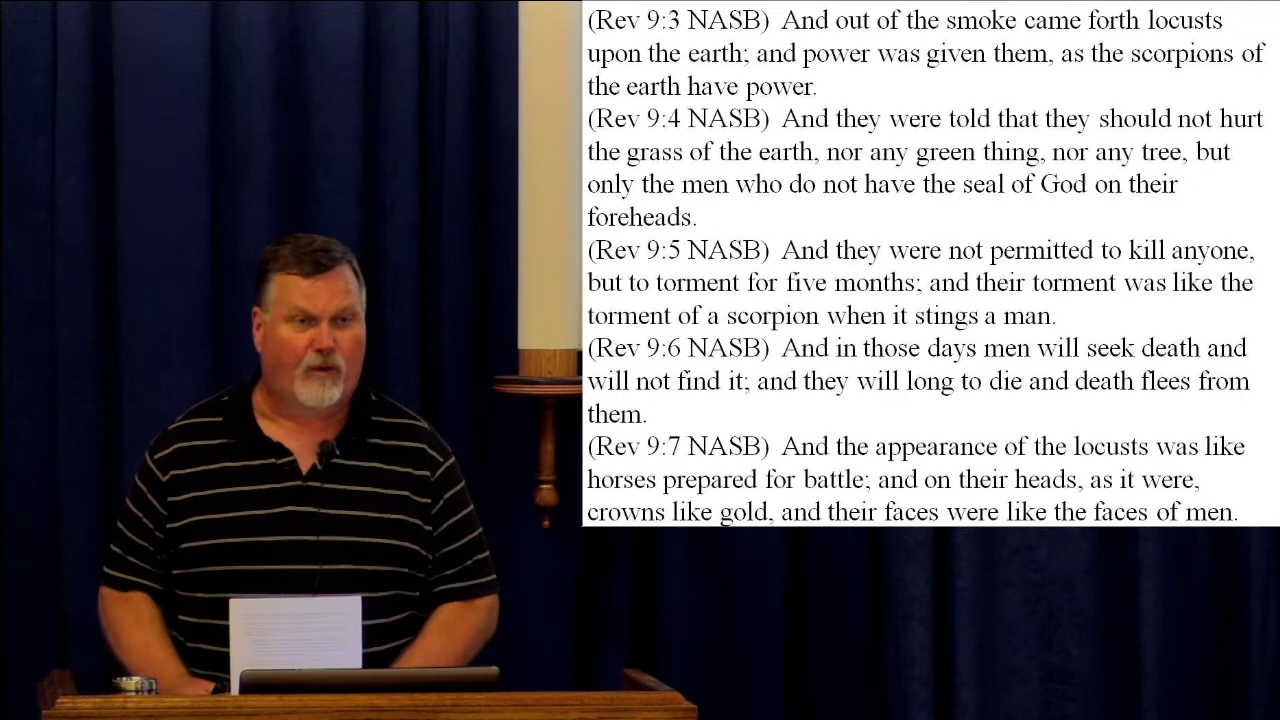 (Rev 9:3 NASB)  And out of the smoke came forth locusts
upon the earth; and power was given them, as the scorpions of
the earth have power.
(Rev 9:4 NASB)  And they were told that they should not hurt
the grass of the earth, nor any green thing, nor any tree, but
only the men who do not have the seal of God on their
foreheads.
(Rev 9:5 NASB)  And they were not permitted to kill anyone,
but to torment for five months; and their torment was like the
torment of a scorpion when it stings a man.
(Rev 9:6 NASB)  And in those days men will seek death and
will not find it; and they will long to die and death flees from
them.
(Rev 9:7 NASB)  And the appearance of the locusts was like
horses prepared for battle; and on their heads, as it were,
crowns like gold, and their faces were like the faces of men.